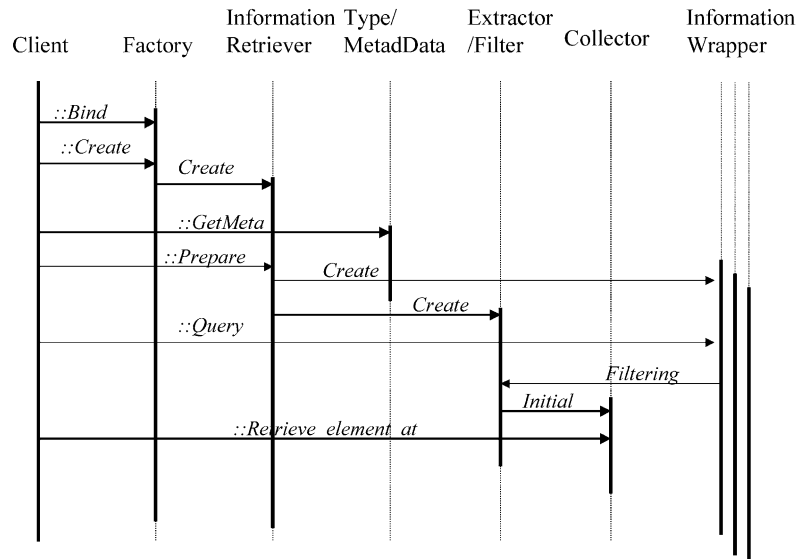 Client
Factory
Information
Retriever
Type/
MetadData
Extractor
/Filter
Collector
Information
Wrapper
::Bind
::Create
Create
::GetMeta
::Prepare
Create
Create
::Query
Filtering
Initial
::Retrieve element at